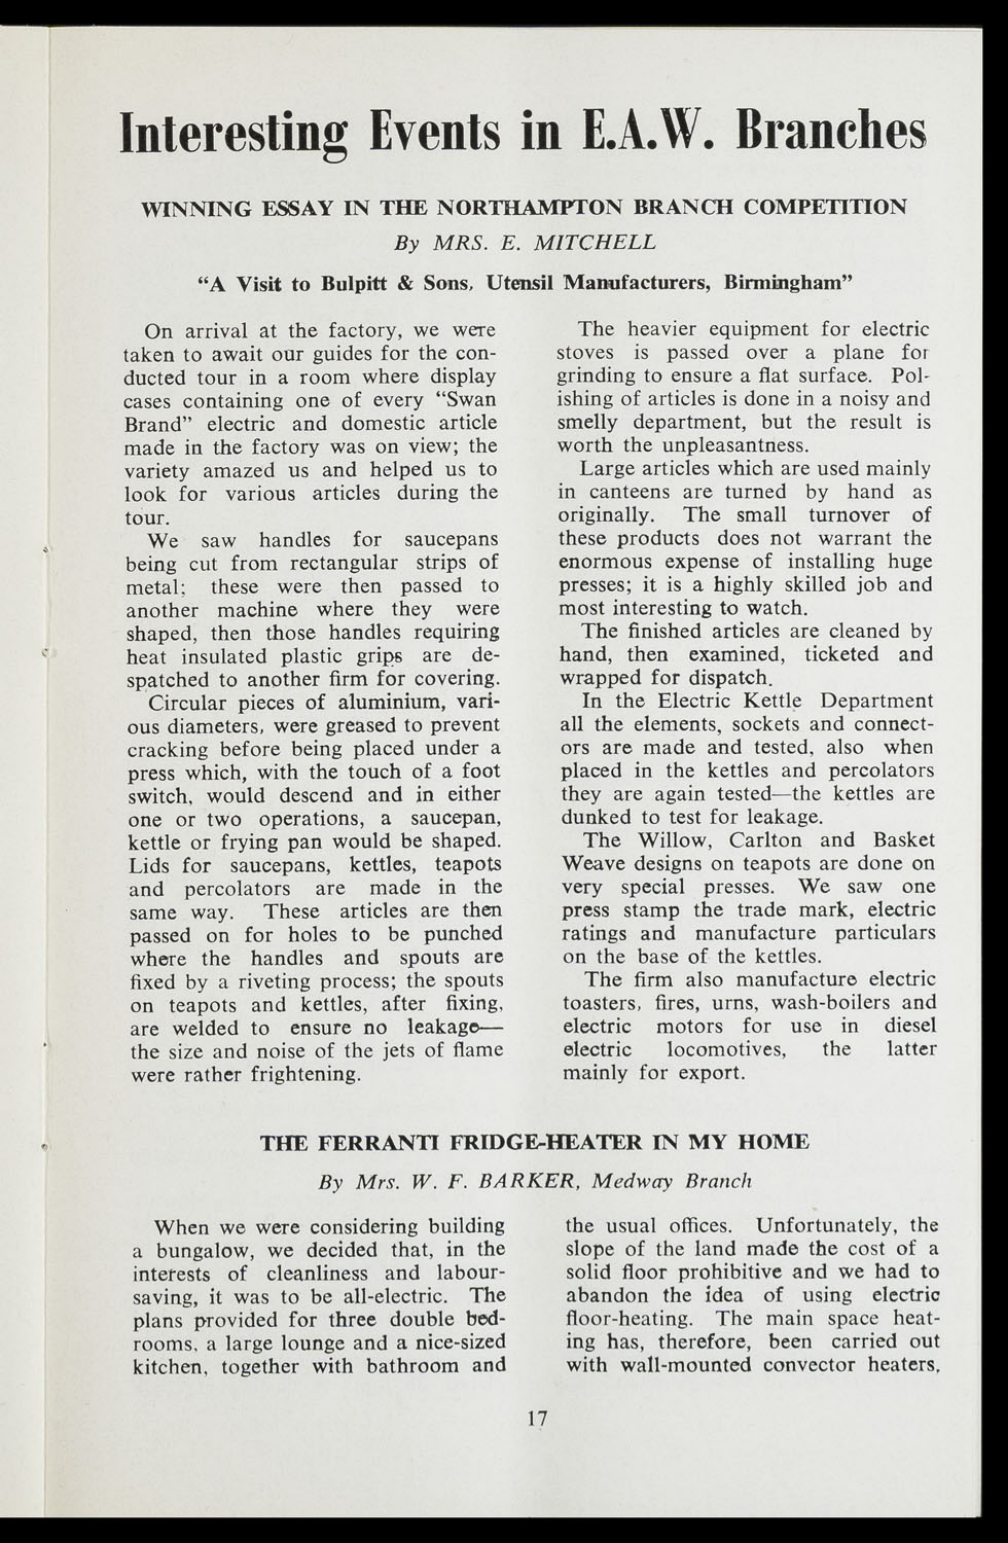 Interesting Events in E.A.W. Branches
WINNING ESSAY IN THE NORTHAMPTON BRANCH COMPETITION
By MRS. E. MITCHELL
“A Visit to Bulpitt & Sons, Utensil Manufacturers, Birmingham”
On arrival at the factory, we were
taken to await our guides for the con-
ducted tour in a room where display
cases containing one of every “Swan
Brand” electric and domestic article
made in the factory was on view; the
variety amazed us and helped us to
look for various articles during the
tour.
We saw handles for saucepans
being cut from rectangular strips of
metal; these were then passed to
another machine where they were
shaped, then those handles requiring
heat insulated plastic grips are de-
spatched to another firm for covering.
Circular pieces of aluminium, vari-
ous diameters, were greased to prevent
cracking before being placed under a
press which, with the touch of a foot
switch, would descend and in either
one or two operations, a saucepan,
kettle or frying pan would be shaped.
Lids for saucepans, kettles, teapots
and percolators are made in the
same way. These articles are then
passed on for holes to be punched
where the handles and spouts are
fixed by a riveting process; the spouts
on teapots and kettles, after fixing,
are welded to ensure no leakage—
the size and noise of the jets of flame
were rather frightening.
The heavier equipment for electric
stoves is passed over a plane for
grinding to ensure a flat surface. Pol-
ishing of articles is done in a noisy and
smelly department, but the result is
worth the unpleasantness.
Large articles which are used mainly
in canteens are turned by hand as
originally. The small turnover of
these products does not warrant the
enormous expense of installing huge
presses; it is a highly skilled job and
most interesting to watch.
The finished articles are cleaned by
hand, then examined, ticketed and
wrapped for dispatch.
In the Electric Kettle Department
all the elements, sockets and connect-
ors are made and tested, also when
placed in the kettles and percolators
they are again tested—the kettles are
dunked to test for leakage.
The Willow, Carlton and Basket
Weave designs on teapots are done on
very special presses. We saw one
press stamp the trade mark, electric
ratings and manufacture particulars
on the base of the kettles.
The firm also manufacture electric
toasters, fires, urns, wash-boilers and
electric motors for use in diesel
electric locomotives, the latter
mainly for export.
THE FERRANTI FRIDGE-HEATER IN MY HOME
By Mrs. W. F. BARKER, Medway Branch
When we were considering building
a bungalow, we decided that, in the
interests of cleanliness and labour-
saving, it was to be all-electric. The
plans provided for three double bed-
rooms, a large lounge and a nice-sized
kitchen, together with bathroom and
the usual offices. Unfortunately, the
slope of the land made the cost of a
solid floor prohibitive and we had to
abandon the idea of using electric
floor-heating. The main space heat-
ing has, therefore, been carried out
with wall-mounted convector heaters,
17